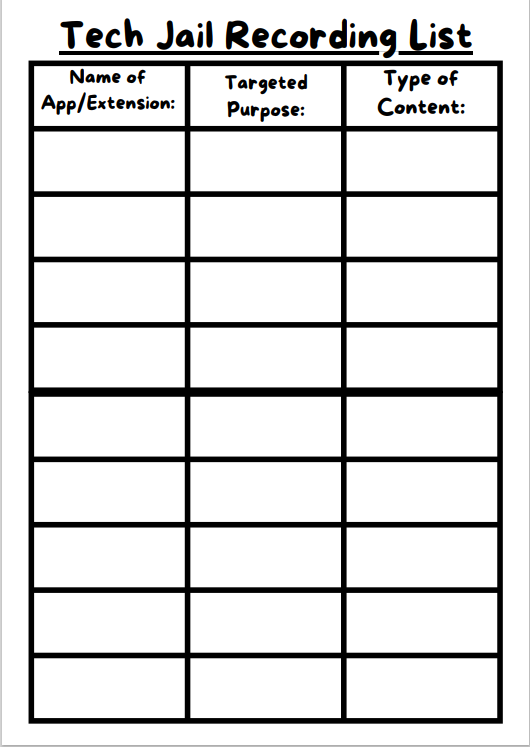 Tech Jail Recording List
Name of
App/Extension:
Targeted
Purpose:
Type of
Content: